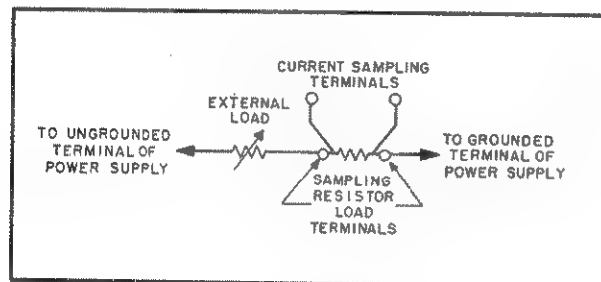 CURRENT SAMPLING
TERMINALS
EXTERNAL
LOAD
TO UNGROUNDED
TERMINAL OF
POWER SUPPLY
TO GROUNDED
TERMINAL OF
POWER SUPPLY
SAMPLING
RESISTOR
LOAD
TERMINALS